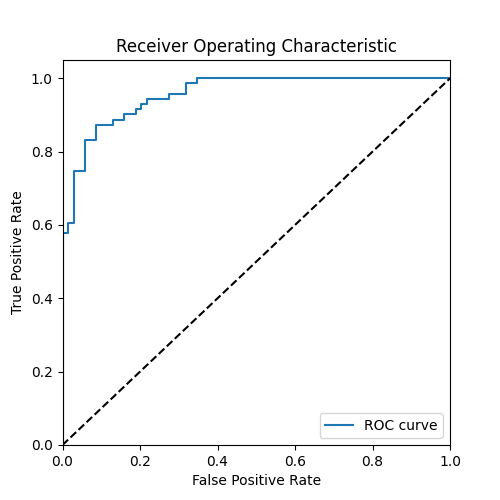 Receiver Operating Characteristic
1.0
0.8
0.6
0.4
0.2
0.0
True Positive Rate
ROC curve
0.0 0.2 0.4 0.6 0.8 1.0
False Positive Rate